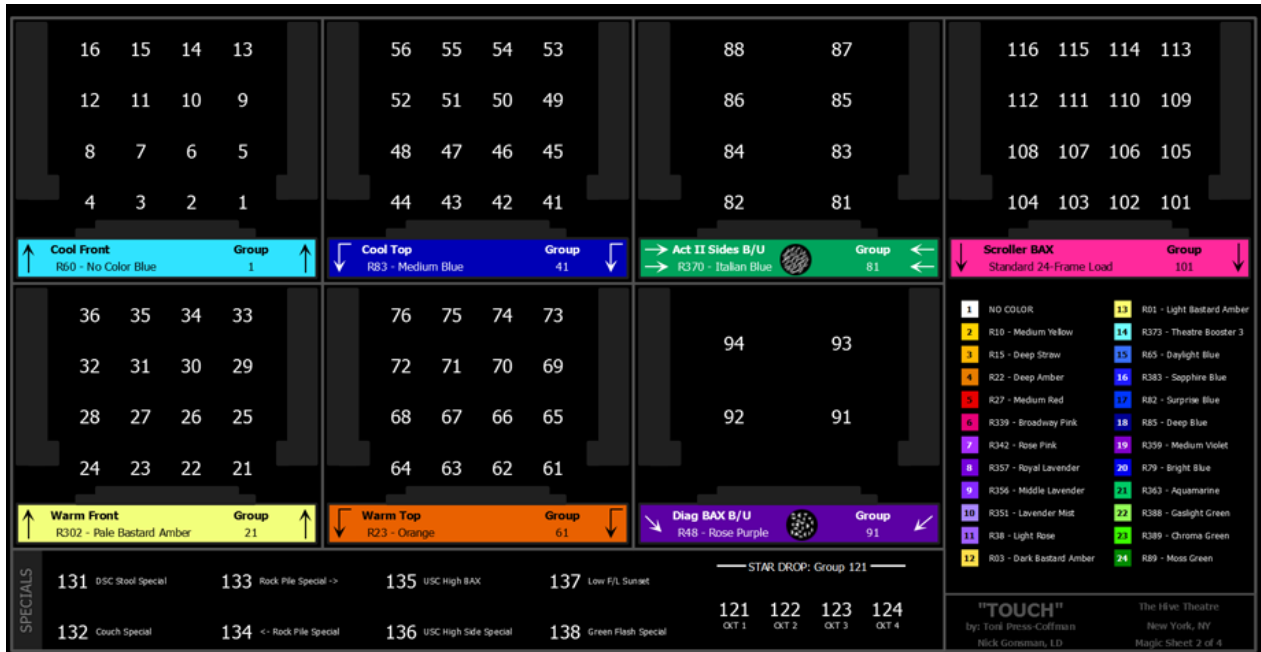 16 15 14 13
12 11 10 9
8 7 6 5
4 3 2 1
Cool Front Group
R60 - No Color Blue 1
56 55 54 53
52 51 50 49
48 47 46 45
44 43 42 41
Cool Top Group
R83 - Medium Blue 41
88 87
86 85
84 83
82 81
Act II Sides B/U Group
R370 - Italian Blue 81
116 115 114 113
112 111 110 109
108 107 106 105
104 103 102 101
Scroller BAX Group
Standard 24-Frame Load 101
36 35 34 33
32 31 30 29
28 27 26 25
24 23 22 21
Warm Front Group
R302 - Pale Bastard Amber 21
76 75 74 73
72 71 70 69
68 67 66 65
64 63 62 61
Warm Top Group
R23 - Orange 61
94 93
92 91
Diag BAX B/U Group
R48 - Rose Purple 91
1 NO COLOR
2 R10 - Medium Yellow
3 R15 - Deep Straw
4 R22 - Deep Amber
5 R27 - Medium Red
6 R339 - Broadway Pink
7 R342 - Rose Pink
8 R357 - Royal Lavender
9 R356 - Middle Lavender
10 R351 - Lavender Mist
11 R38 - Light Rose
12 R03 - Dark Bastard Amber
13 R01 - Light Bastard Amber
14 R373 - Theatre Booster 3
15 R65 - Daylight Blue
16 R383 - Sapphire Blue
17 R82 - Surprise Blue
18 R85 - Deep Blue
19 R359 - Medium Violet
20 R79 - Bright Blue
21 R363 - Aquamarine
22 R388 - Gaslight Green
23 R389 - Chroma Green
24 R89 - Moss Green
SPECIALS
131 DSC Stool Special
133 Rock Pile Special ->
135 USC High BAX
137 Low F/L Sunset
132 Couch Special
134 <- Rock Pile Special
136 USC High Side Special
138 Green Flash Special
STAR DROP: Group 121
121 122 123 124
CKT 1 CKT 2 CKT 3 CKT 4
"TOUCH"
by: Toni Press-Coffman
Nick Gonsman, LD
The Hive Theatre
New York, NY
Magic Sheet 2 of 4